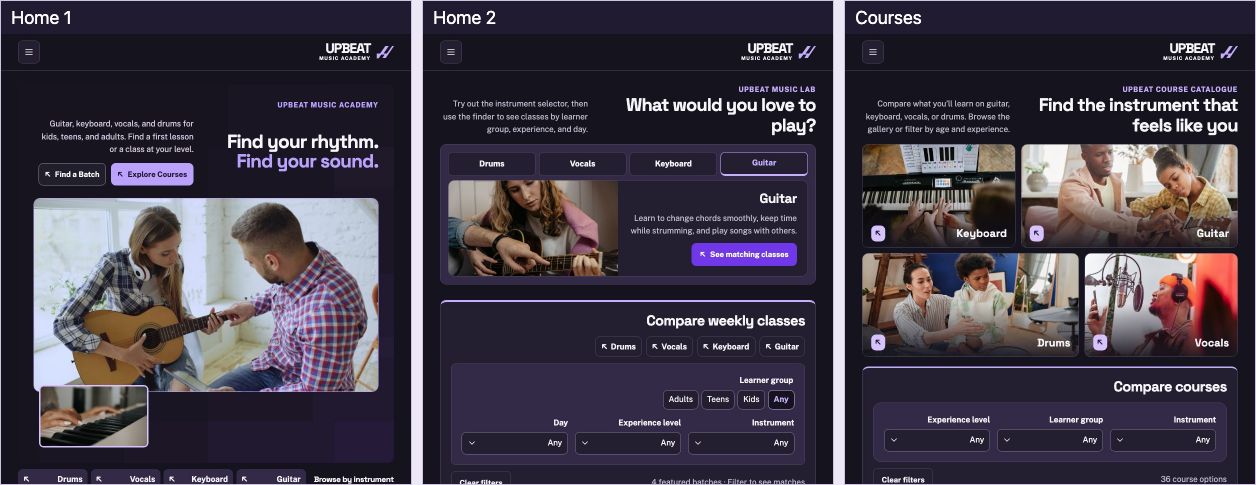 Home 1
UPBEAT
MUSIC ACADEMY
UPBEAT MUSIC ACADEMY
Find your rhythm.
Find your sound.
Guitar, keyboard, vocals, and drums for
kids, teens, and adults. Find a first lesson
or a class at your level.
Find a Batch
Explore Courses
Browse by instrument
Guitar
Keyboard
Vocals
Drums
Home 2
UPBEAT
MUSIC ACADEMY
UPBEAT MUSIC LAB
What would you love to
play?
Try out the instrument selector, then
use the finder to see classes by learner
group, experience, and day.
Guitar
Keyboard
Vocals
Drums
Guitar
Learn to change chords smoothly, keep time
while strumming, and play songs with others.
See matching classes
Compare weekly classes
Guitar
Keyboard
Vocals
Drums
Learner group
Any
Kids
Teens
Adults
Instrument
Any
Experience level
Any
Day
Any
4 featured batches · Filter to see matches
Clear filters
Courses
UPBEAT
MUSIC ACADEMY
UPBEAT COURSE CATALOGUE
Find the instrument that
feels like you
Compare what you'll learn on guitar,
keyboard, vocals, or drums. Browse the
gallery or filter by age and experience.
Guitar
Keyboard
Vocals
Drums
Compare courses
Instrument
Any
Learner group
Any
Experience level
Any
36 course options
Clear filters